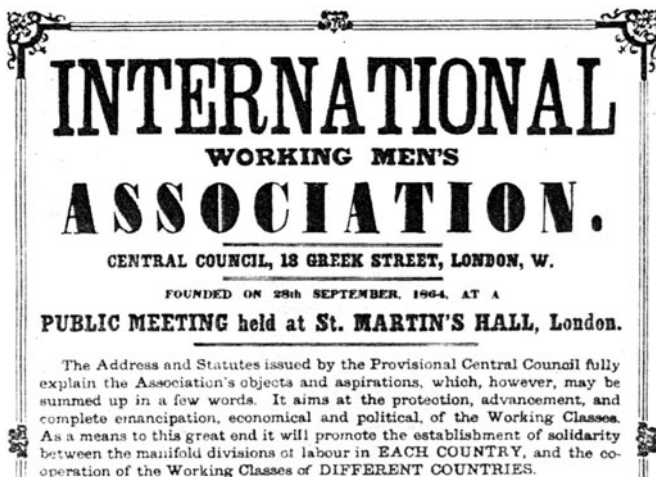 INTERNATIONAL
WORKING MEN'S
ASSOCIATION.
CENTRAL COUNCIL, 18 GREEK STREET, LONDON, W.
FOUNDED ON 28th SEPTEMBER, 1864, AT A
PUBLIC MEETING held at St. MARTIN'S HALL, London.
The Address and Statutes issued by the Provisional Central Council fully
explain the Association's objects and aspirations, which, however, may be
summed up in a few words. It aims at the protection, advancement, and
complete emancipation, economical and political, of the Working Classes.
As a means to this great end it will promote the establishment of solidarity
between the manifold divisions of labour in EACH COUNTRY, and the co-
operation of the Working Classes of DIFFERENT COUNTRIES.